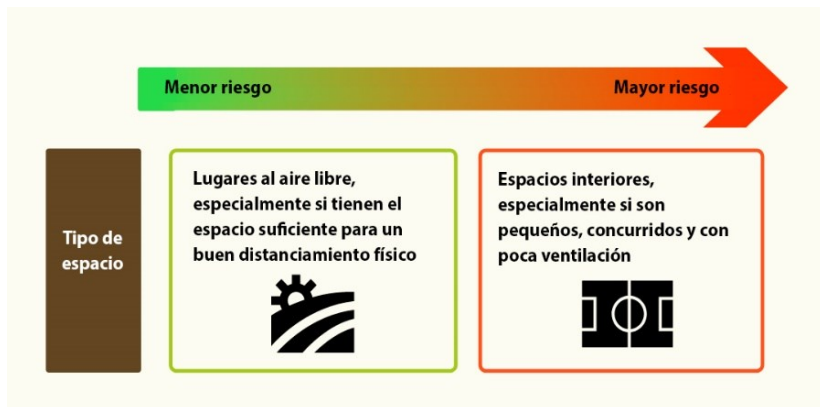 Menor riesgo
Mayor riesgo
Tipo de
espacio
Lugares al aire libre,
especialmente si tienen el
espacio suficiente para un
buen distanciamiento físico
Espacios interiores,
especialmente si son
pequeños, concurridos y con
poca ventilación